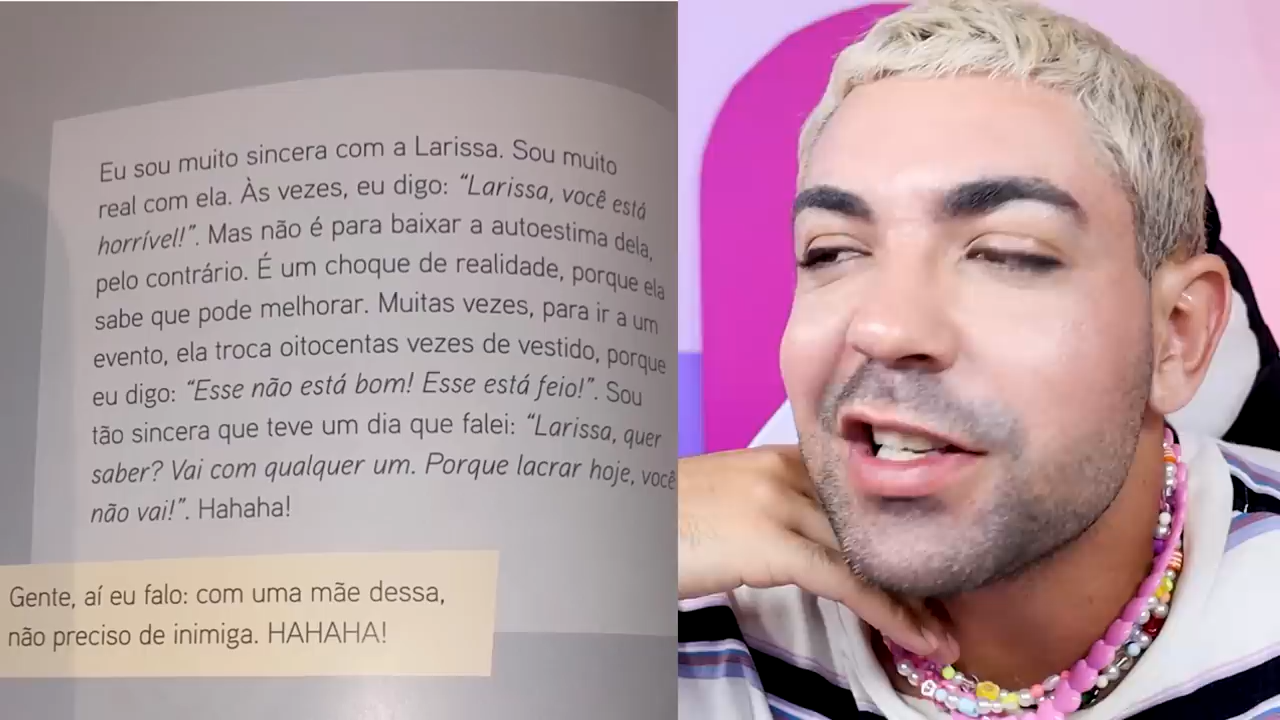 Eu sou muito sincera com a Larissa. Sou muito
real com ela. Às vezes, eu digo: “Larissa, você está
horrível!”. Mas não é para baixar a autoestima dela,
pelo contrário. É um choque de realidade, porque ela
sabe que pode melhorar. Muitas vezes, para ir a um
evento, ela troca oitocentas vezes de vestido, porque
eu digo: “Esse não está bom! Esse está feio!”. Sou
tão sincera que teve um dia que falei: “Larissa, quer
saber? Vai com qualquer um. Porque lacrar hoje, você
não vai!”. Hahaha!
Gente, aí eu falo: com uma mãe dessa,
não preciso de inimiga. HAHAHA!